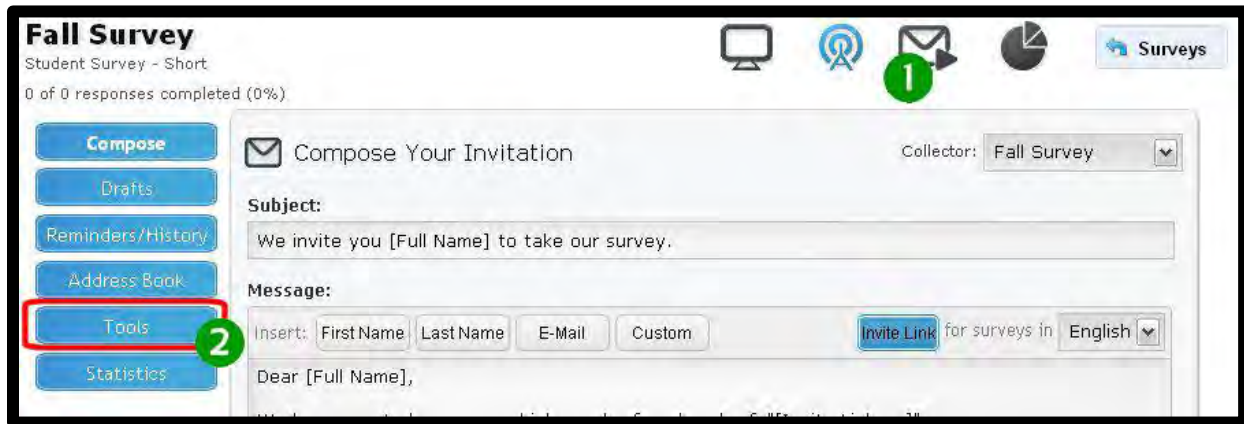 Fall Survey
Student Survey - Short
0 of 0 responses completed (0%)
1
Surveys
Compose
Drafts
Reminders/History
Address Book
Tools
2
Statistics
Compose Your Invitation
Collector: Fall Survey
Subject:
We invite you [Full Name] to take our survey.
Message:
Insert: First Name Last Name E-Mail Custom Invite Link for surveys in English
Dear [Full Name],